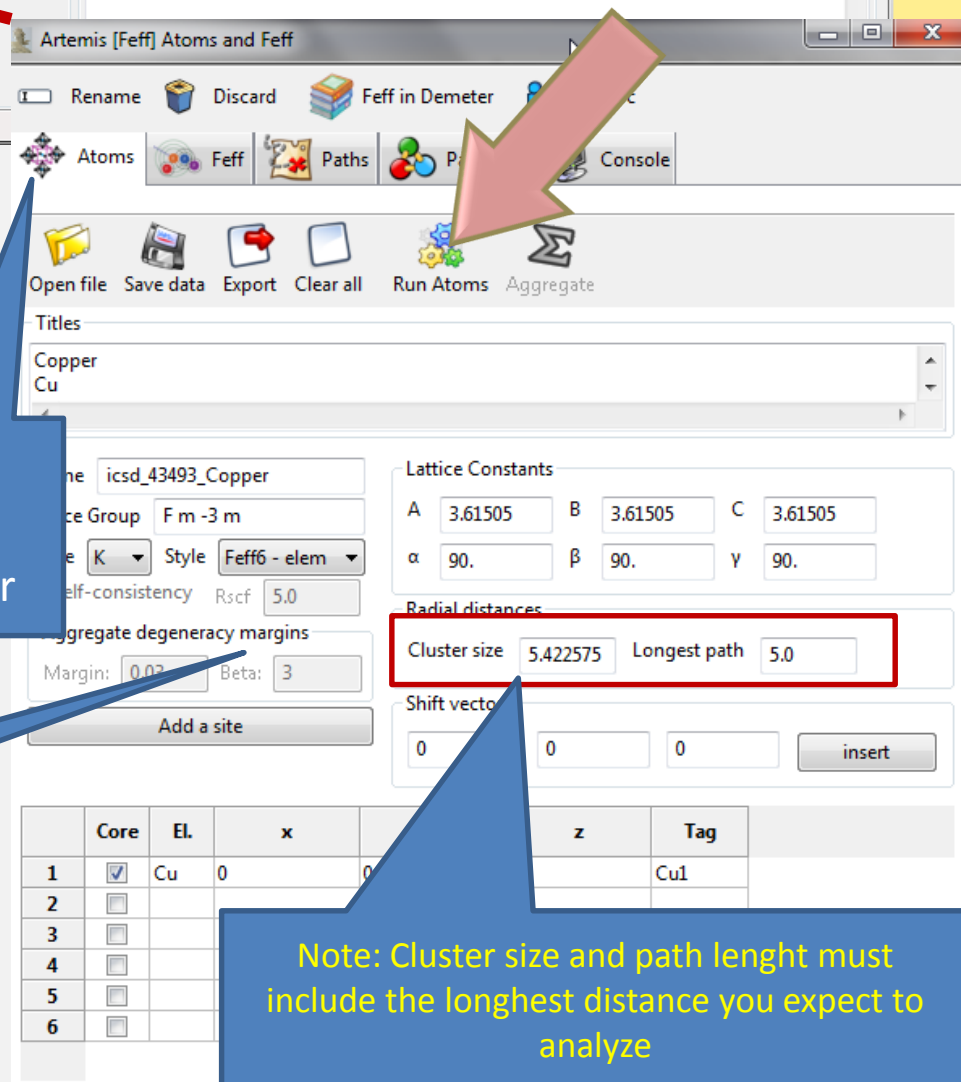 Artemis [Feff] Atoms and Feff
Rename Discard Feff in Demeter
Atoms Feff Paths Console
Open file Save data Export Clear all Run Atoms Aggregate
Titles
Copper
Cu
icsd_43493_Copper
Group F m -3 m
K Style Feff6 - elem
Rscf 5.0
degeneracy margins
Margin: Beta: 3
Add a site
Lattice Constants
A 3.61505 B 3.61505 C 3.61505
α 90. β 90. γ 90.
Radial distances
Cluster size 5.422575 Longest path 5.0
Shift
0 0 0 insert
Core El. x z Tag
1 Cu 0 0 Cu1
2
3
4
5
6
Note: Cluster size and path lenght must
include the longhest distance you expect to
analyze